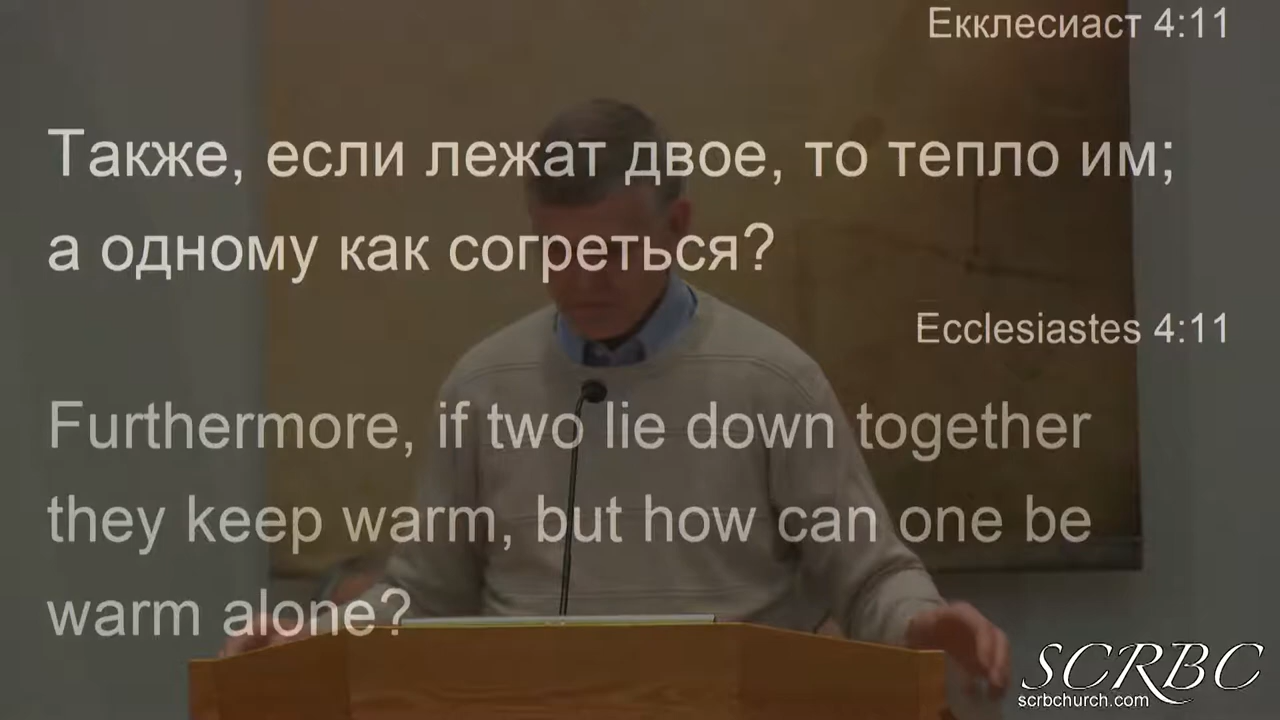 Екклесиаст 4:11
Также, если лежат двое, то тепло им;
а одному как согреться?
Ecclesiastes 4:11
Furthermore, if two lie down together
they keep warm, but how can one be
warm alone?
SCRBC
scrbchurch.com